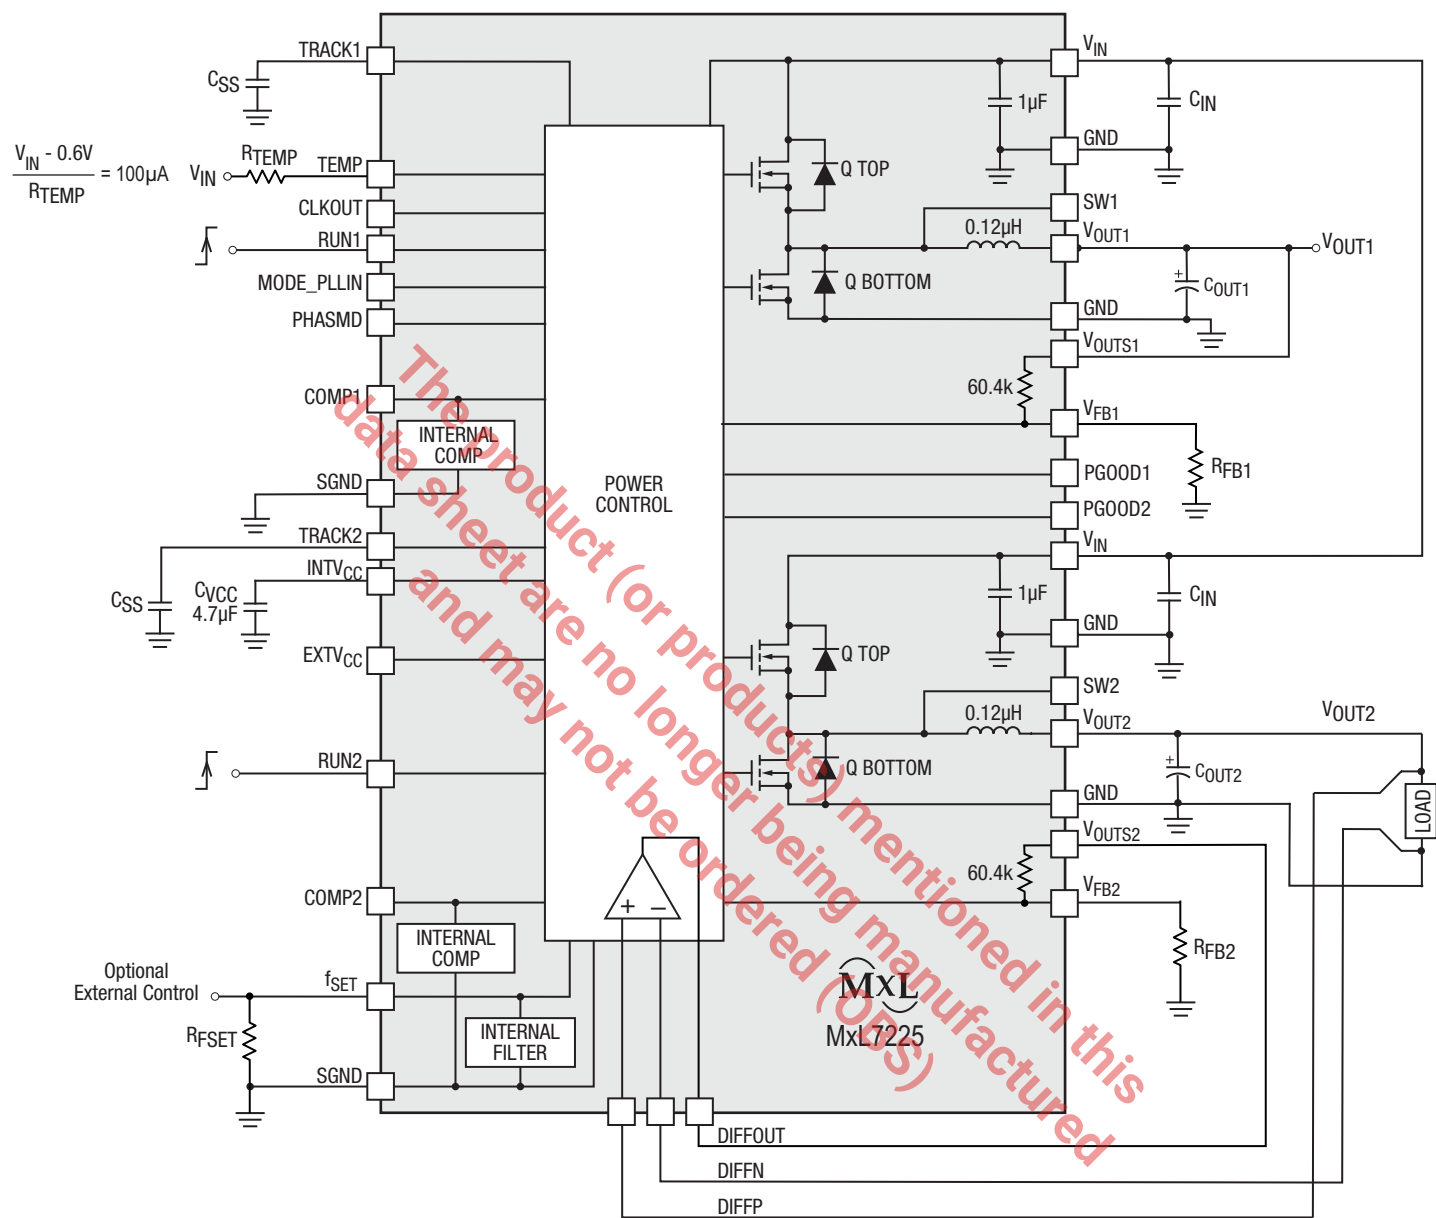 TRACK1
CSS
VIN - 0.6V
RTEMP
= 100µA
VIN
RTEMP
TEMP
CLKOUT
RUN1
MODE_PLLIN
PHASMD
COMP1
INTERNAL
COMP
SGND
TRACK2
INTVCC
CSS
CVCC
4.7µF
EXTVCC
RUN2
COMP2
INTERNAL
COMP
Optional
External Control
fSET
RFSET
INTERNAL
FILTER
SGND
POWER
CONTROL
+ −
VIN
1µF
CIN
GND
Q TOP
SW1
0.12µH
VOUT1
VOUT1
Q BOTTOM
+
COUT1
GND
VOUTS1
60.4k
VFB1
RFB1
PGOOD1
PGOOD2
VIN
1µF
CIN
GND
Q TOP
SW2
0.12µH
VOUT2
VOUT2
Q BOTTOM
+
COUT2
GND
LOAD
VOUTS2
60.4k
VFB2
RFB2
MxL
MxL7225
DIFFOUT
DIFFN
DIFFP
The product (or products) mentioned in this
data sheet are no longer being manufactured
and may not be ordered (OBS)